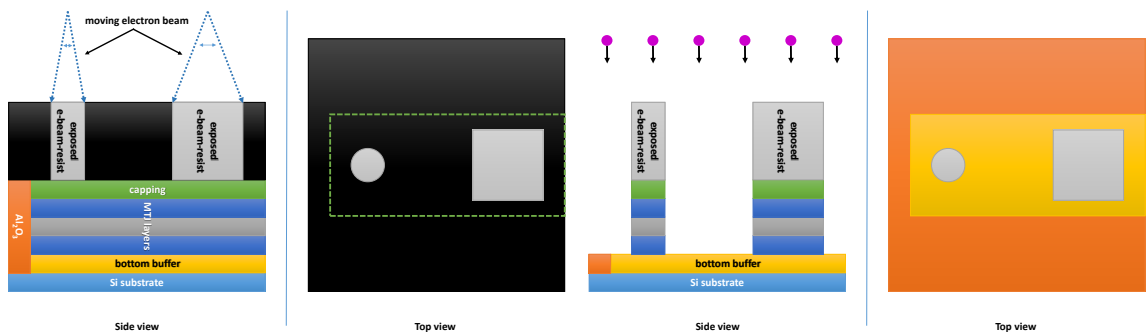 moving electron beam
exposed
e-beam-resist
exposed
e-beam-resist
capping
MTJ layers
Al₂O₃
bottom buffer
Si substrate
Side view
Top view
exposed
e-beam-resist
exposed
e-beam-resist
bottom buffer
Si substrate
Side view
Top view